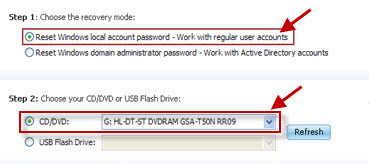 Step 1: Choose the recovery mode:
Reset Windows local account password - Work with regular user accounts
Reset Windows domain administrator password - Work with Active Directory accounts
Step 2: Choose your CD/DVD or USB Flash Drive:
CD/DVD: G: HL-DT-ST DVDRAM GSA-T50N RR09
Refresh
USB Flash Drive: